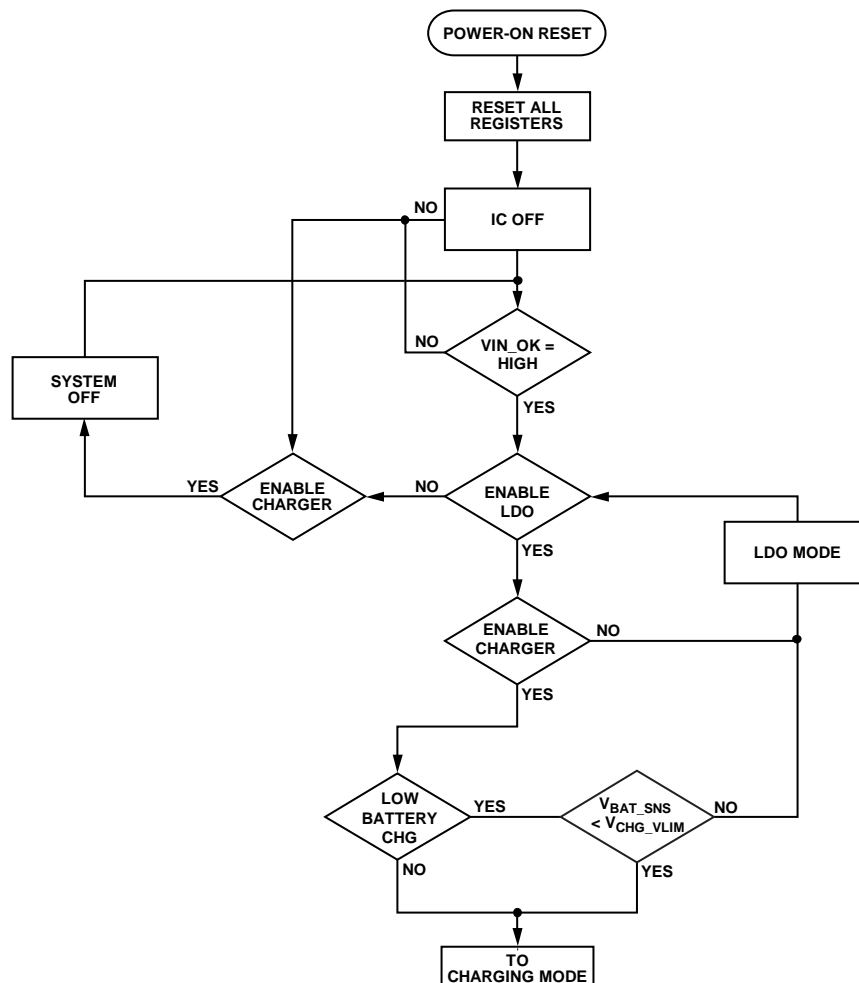 POWER-ON RESET
RESET ALL
REGISTERS
NO
IC OFF
NO
VIN_OK =
HIGH
SYSTEM
OFF
YES
YES
ENABLE
CHARGER
NO
ENABLE
LDO
LDO MODE
YES
ENABLE
CHARGER
NO
YES
LOW
BATTERY
CHG
YES
VBAT_SNS
< VCHG_VLIM
NO
NO
YES
TO
CHARGING MODE